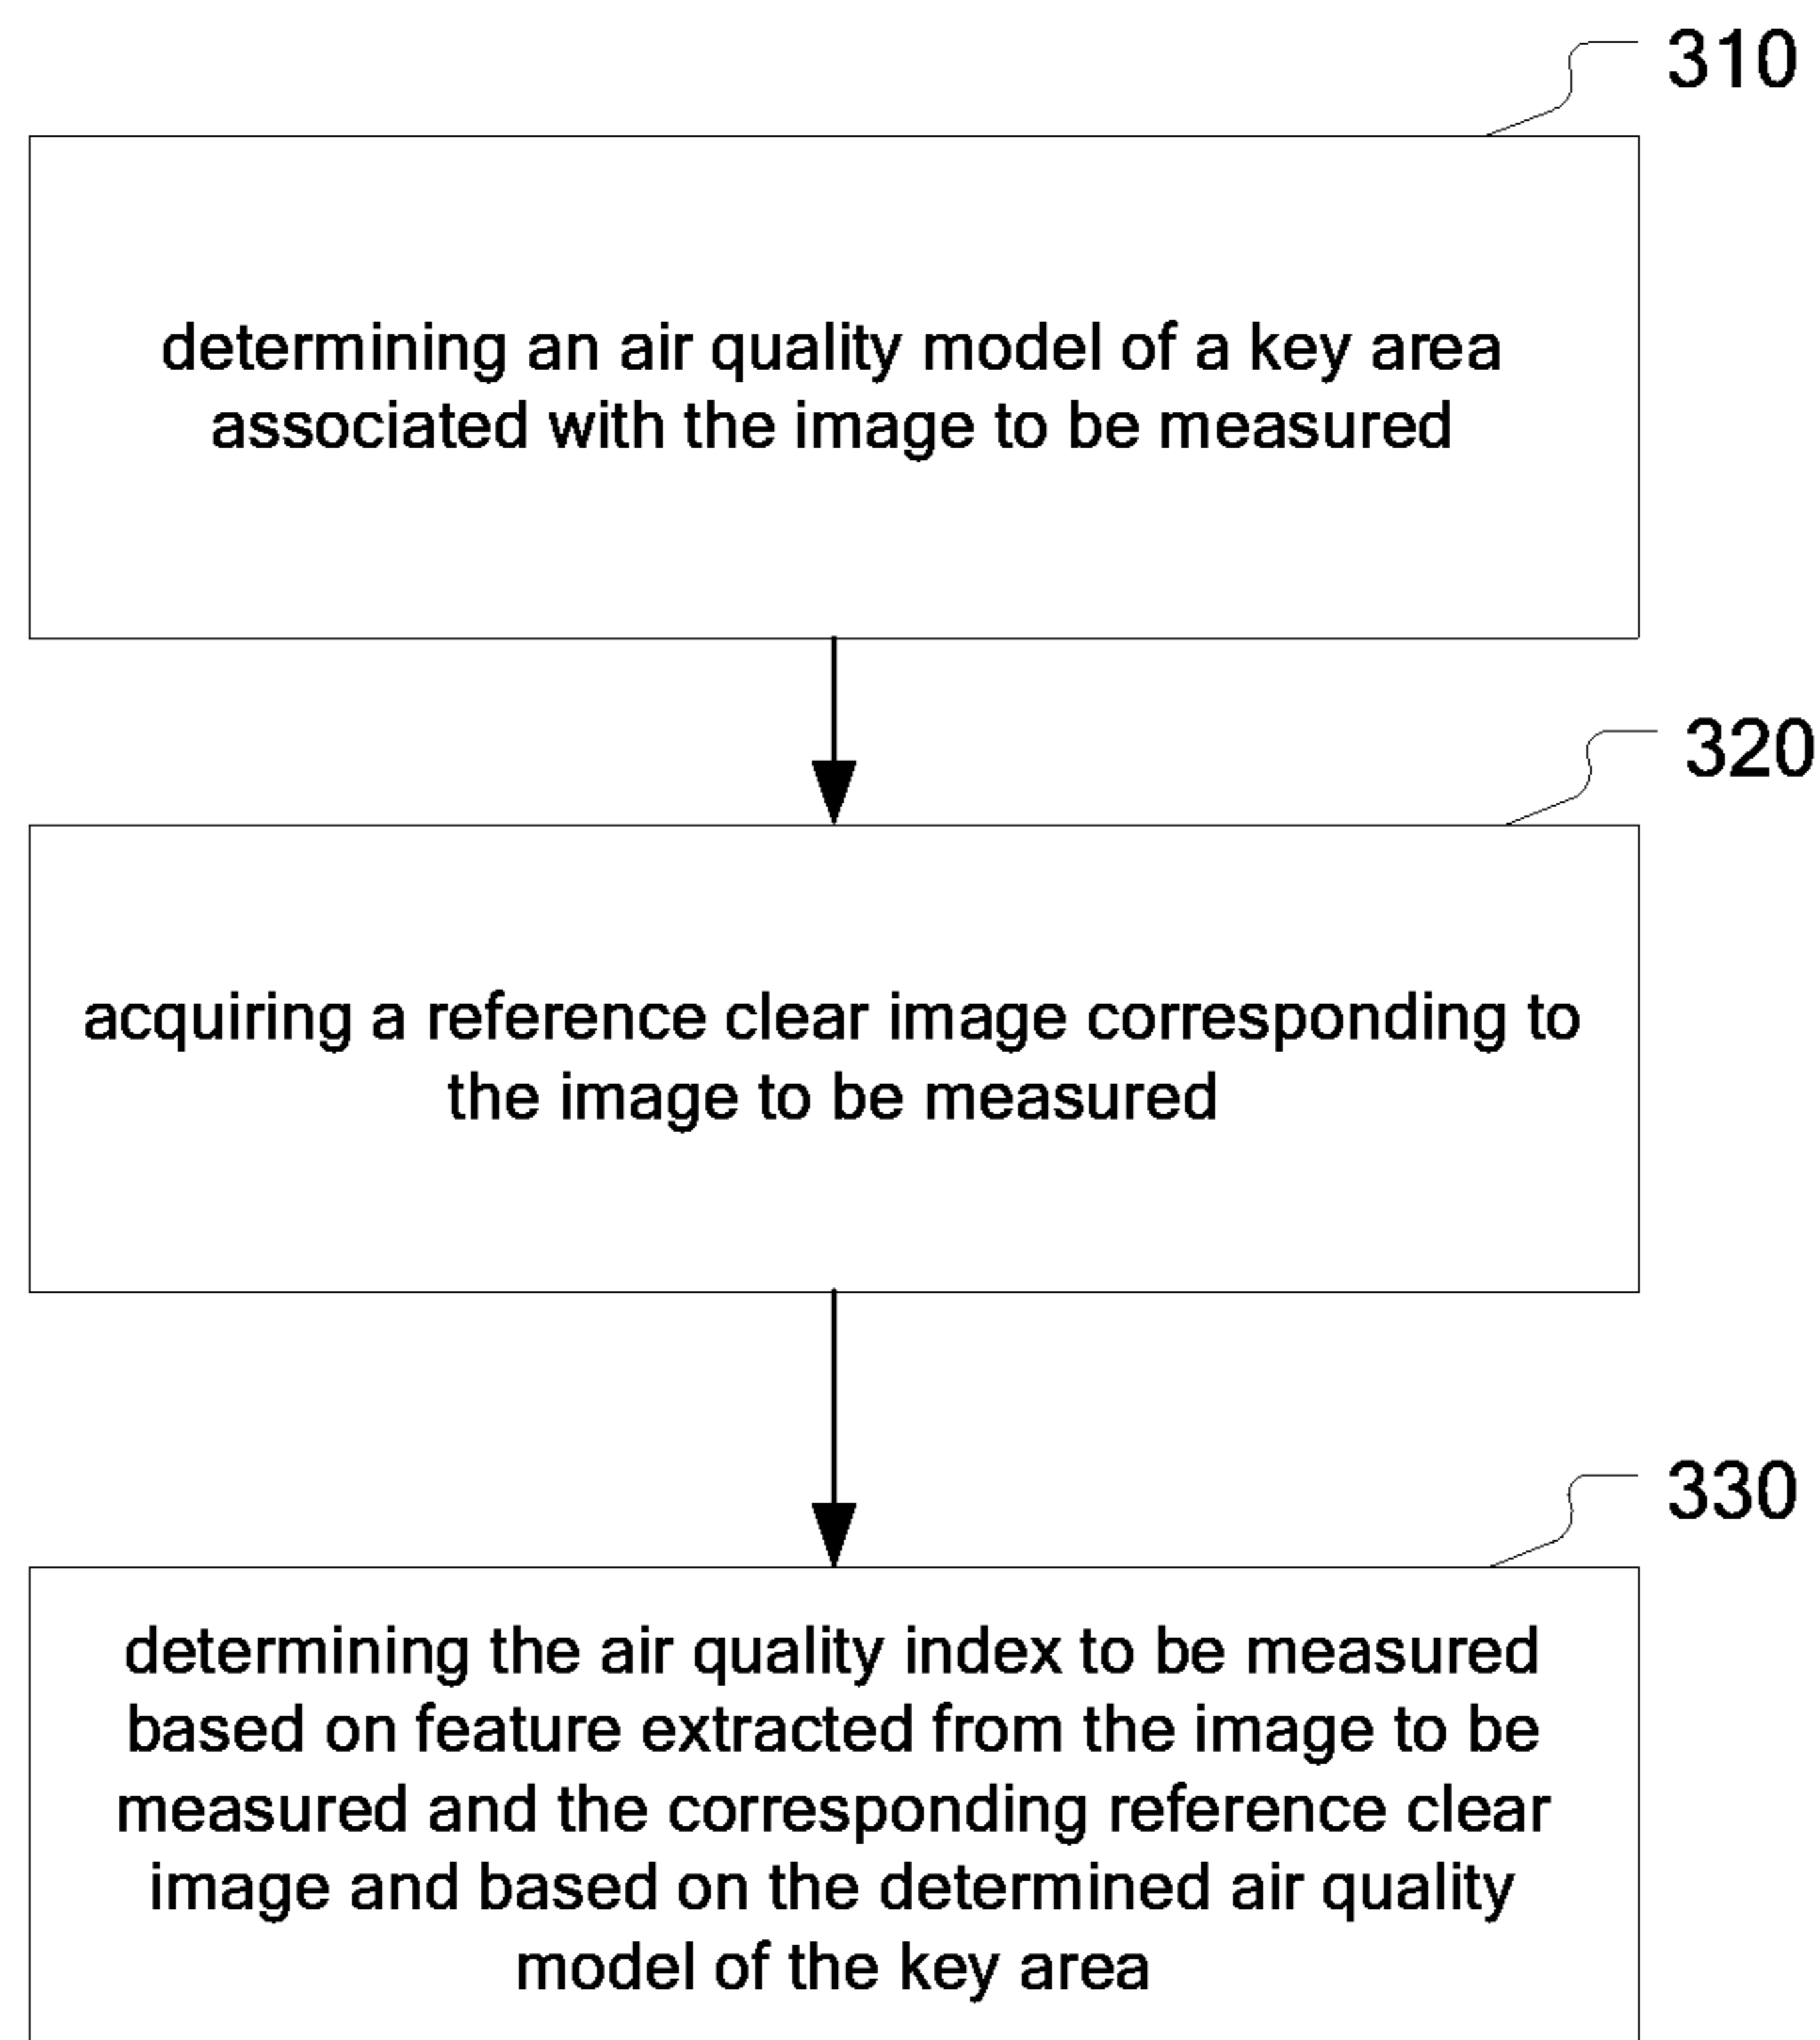 310
determining an air quality model of a key area
associated with the image to be measured
320
acquiring a reference clear image corresponding to
the image to be measured
330
determining the air quality index to be measured
based on feature extracted from the image to be
measured and the corresponding reference clear
image and based on the determined air quality
model of the key area